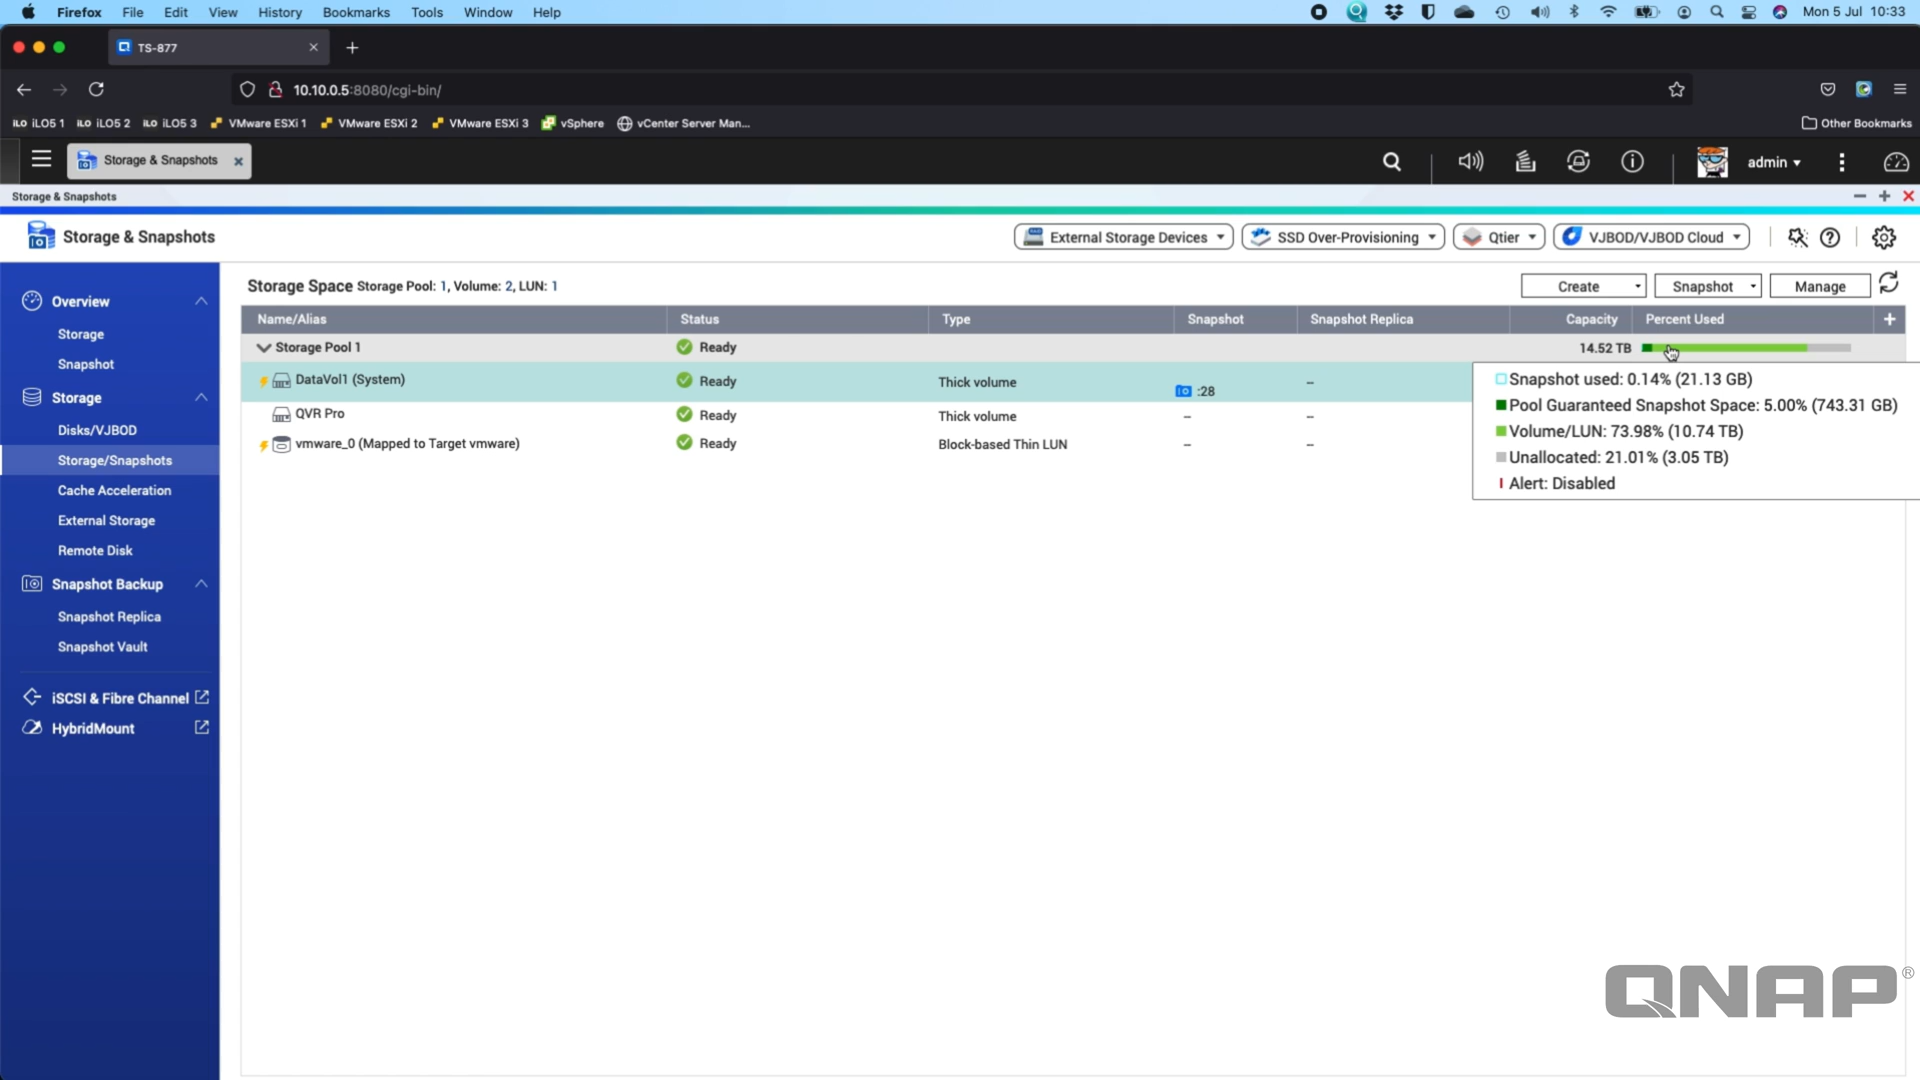 Firefox File Edit View History Bookmarks Tools Window Help Mon 5 Jul 10:33
TS-877
10.10.0.5:8080/cgi-bin/
iLO iLO5 1 iLO iLO5 2 iLO iLO5 3 VMware ESXi 1 VMware ESXi 2 VMware ESXi 3 vSphere vCenter Server Man... Other Bookmarks
Storage & Snapshots admin
Storage & Snapshots
Storage & Snapshots External Storage Devices SSD Over-Provisioning Qtier VJBOD/VJBOD Cloud
Overview
Storage
Snapshot
Storage
Disks/VJBOD
Storage/Snapshots
Cache Acceleration
External Storage
Remote Disk
Snapshot Backup
Snapshot Replica
Snapshot Vault
iSCSI & Fibre Channel
HybridMount
Storage Space Storage Pool: 1, Volume: 2, LUN: 1 Create Snapshot Manage
Name/Alias Status Type Snapshot Snapshot Replica Capacity Percent Used
Storage Pool 1 Ready 14.52 TB
DataVol1 (System) Ready Thick volume :28 --
QVR Pro Ready Thick volume -- --
vmware_0 (Mapped to Target vmware) Ready Block-based Thin LUN -- --
Snapshot used: 0.14% (21.13 GB)
Pool Guaranteed Snapshot Space: 5.00% (743.31 GB)
Volume/LUN: 73.98% (10.74 TB)
Unallocated: 21.01% (3.05 TB)
Alert: Disabled
QNAP®